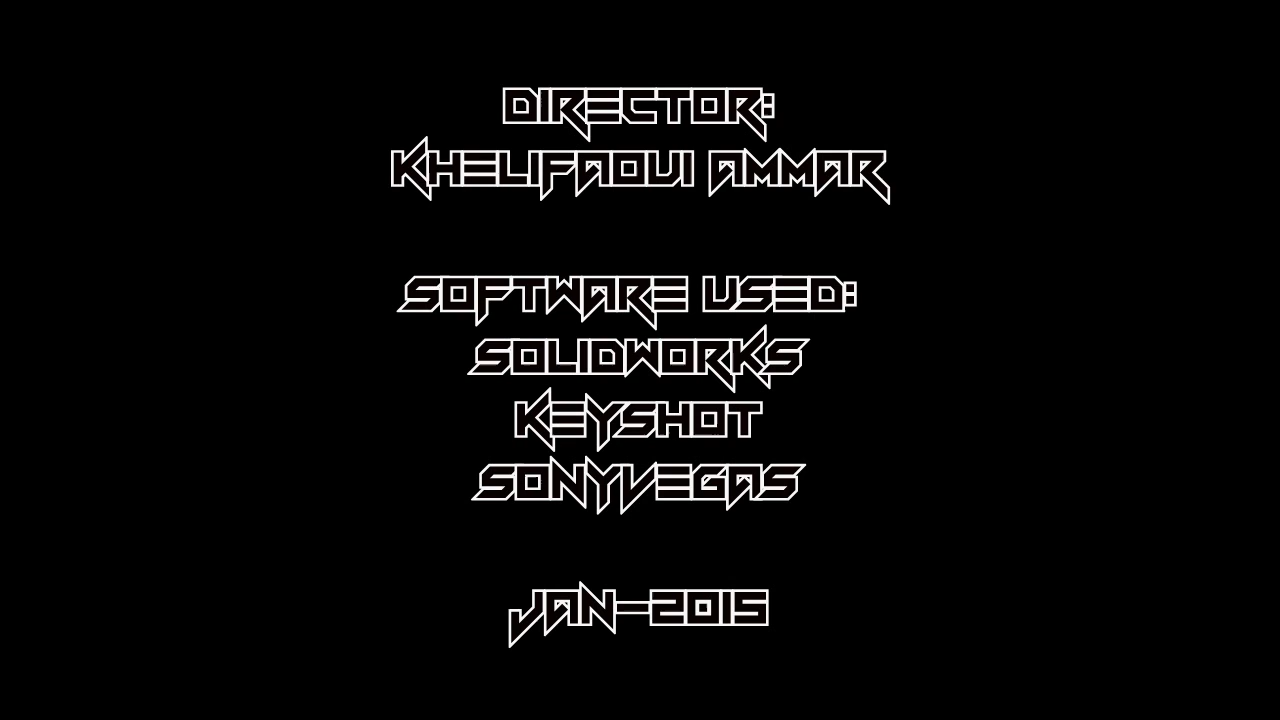 DIRECTOR:
KHELIFAOUI AMMAR
SOFTWARE USED:
SOLIDWORKS
KEYSHOT
SONYVEGAS
JAN-2015